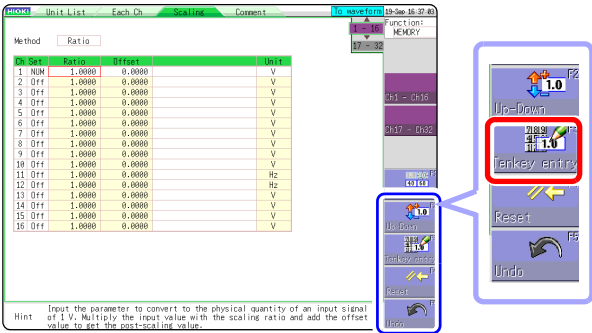 HIOKI Unit List Each Ch Scaling Comment To waveform 19-Sep 16:37:03
1 - 16 Function:
MEMORY
17 - 32
Method Ratio
Ch Set Ratio Offset Unit
1 NUM 1.0000 0.0000 V
2 Off 1.0000 0.0000 V
3 Off 1.0000 0.0000 V
4 Off 1.0000 0.0000 V
5 Off 1.0000 0.0000 V
6 Off 1.0000 0.0000 V
7 Off 1.0000 0.0000 V
8 Off 1.0000 0.0000 V
9 Off 1.0000 0.0000 V
10 Off 1.0000 0.0000 V
11 Off 1.0000 0.0000 Hz
12 Off 1.0000 0.0000 Hz
13 Off 1.0000 0.0000 V
14 Off 1.0000 0.0000 V
15 Off 1.0000 0.0000 V
16 Off 1.0000 0.0000 V
Ch1 - Ch16
Ch17 - Ch32
1.0
Up-Down
Tenkey entry
Reset
Undo
Hint Input the parameter to convert to the physical quantity of an input signal
of 1 V. Multiply the input value with the scaling ratio and add the offset
value to get the post-scaling value.
F2
1.0
Up-Down
1.0
Tenkey entry
Reset
F5
Undo